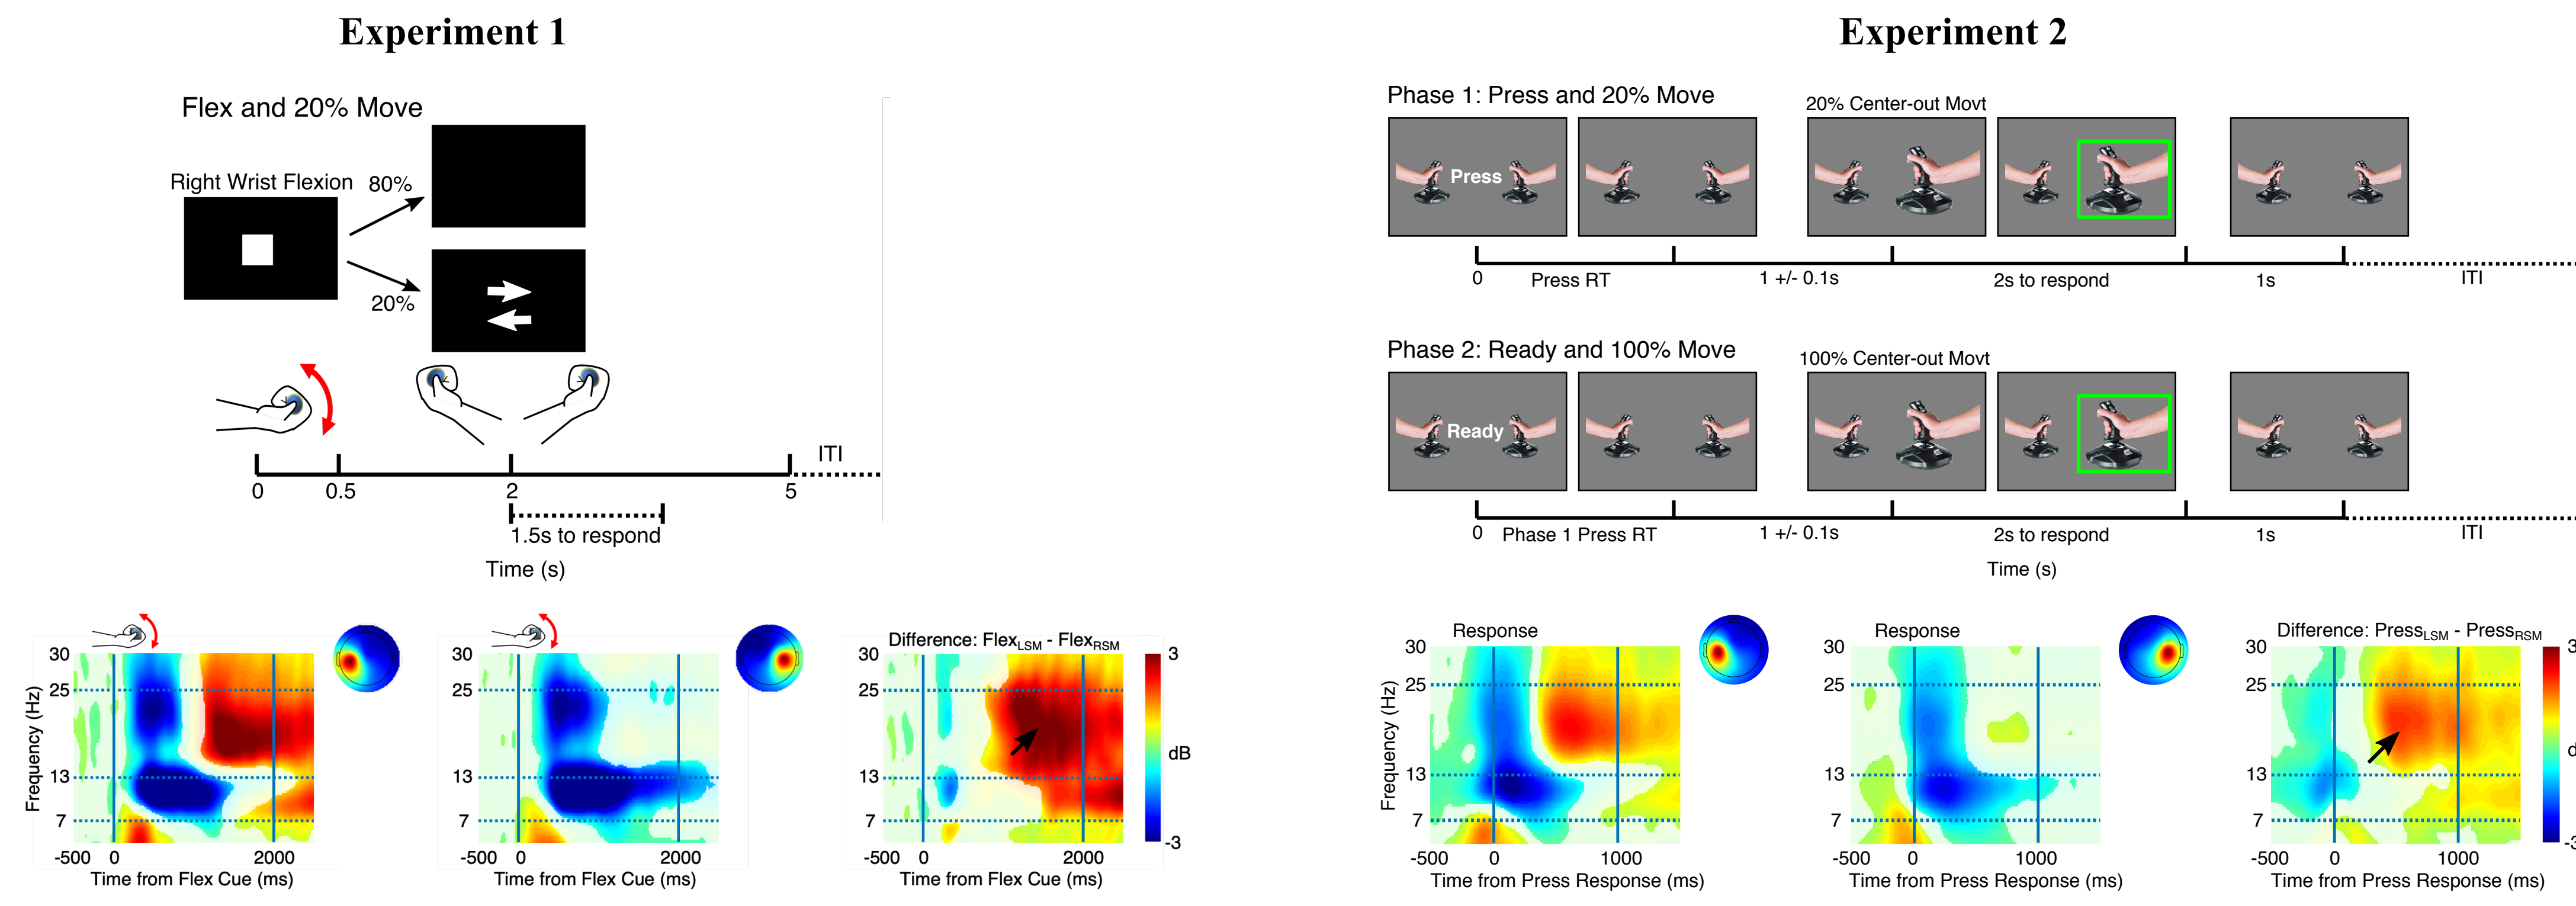 Experiment 1
Flex and 20% Move
Right Wrist Flexion
80%
20%
ITI
0
0.5
2
5
1.5s to respond
Time (s)
Frequency (Hz)
30
25
13
7
-500
0
2000
Time from Flex Cue (ms)
30
25
13
7
-500
0
2000
Time from Flex Cue (ms)
Difference: FlexLSM - FlexRSM
30
25
13
7
-500
0
2000
Time from Flex Cue (ms)
3
dB
-3
Experiment 2
Phase 1: Press and 20% Move
20% Center-out Movt
Press
0
Press RT
1 +/- 0.1s
2s to respond
1s
ITI
Phase 2: Ready and 100% Move
100% Center-out Movt
Ready
0
Phase 1 Press RT
1 +/- 0.1s
2s to respond
1s
ITI
Time (s)
Response
Frequency (Hz)
30
25
13
7
-500
0
1000
Time from Press Response (ms)
Response
30
25
13
7
-500
0
1000
Time from Press Response (ms)
Difference: PressLSM - PressRSM
30
25
13
7
-500
0
1000
Time from Press Response (ms)